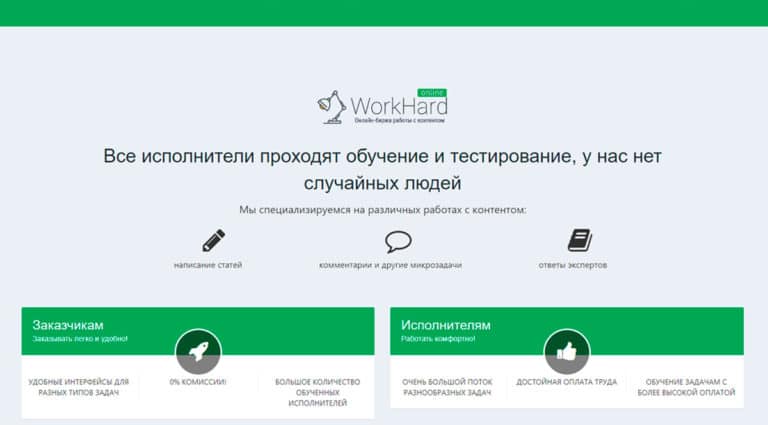 online
WorkHard
Онлайн-биржа работы с контентом
Все исполнители проходят обучение и тестирование, у нас нет
случайных людей
Мы специализируемся на различных работах с контентом:
написание статей
комментарии и другие микрозадачи
ответы экспертов
Заказчикам
Заказывать легко и удобно!
УДОБНЫЕ ИНТЕРФЕЙСЫ ДЛЯ
РАЗНЫХ ТИПОВ ЗАДАЧ
0% КОМИССИИ!
БОЛЬШОЕ КОЛИЧЕСТВО
ОБУЧЕННЫХ
ИСПОЛНИТЕЛЕЙ
Исполнителям
Работать комфортно!
ОЧЕНЬ БОЛЬШОЙ ПОТОК
РАЗНООБРАЗНЫХ ЗАДАЧ
ДОСТОЙНАЯ ОПЛАТА ТРУДА
ОБУЧЕНИЕ ЗАДАЧАМ С
БОЛЕЕ ВЫСОКОЙ ОПЛАТОЙ